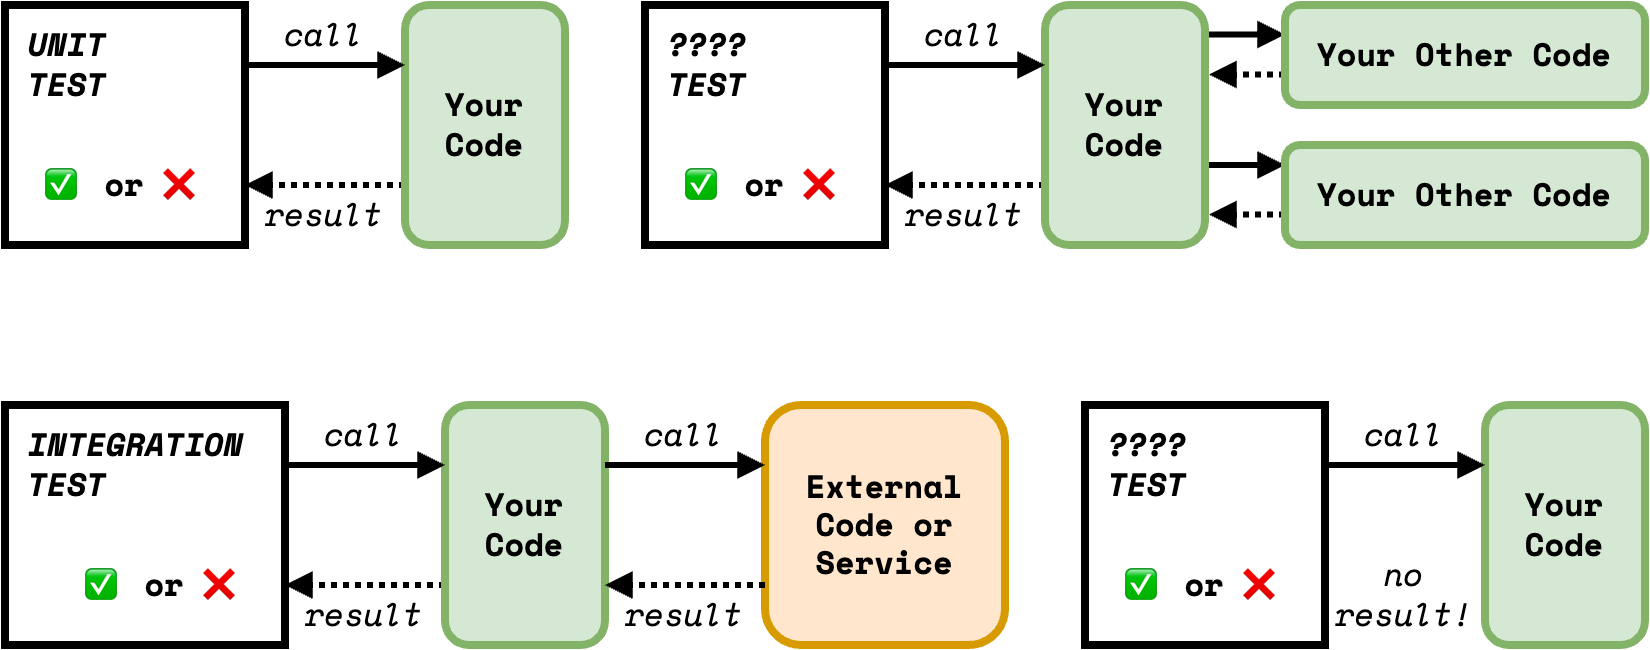 UNIT
TEST
✅ or ❌
call
result
Your
Code
????
TEST
✅ or ❌
call
result
Your
Code
Your Other Code
Your Other Code
INTEGRATION
TEST
✅ or ❌
call
result
Your
Code
call
result
External
Code or
Service
????
TEST
✅ or ❌
call
no
result!
Your
Code